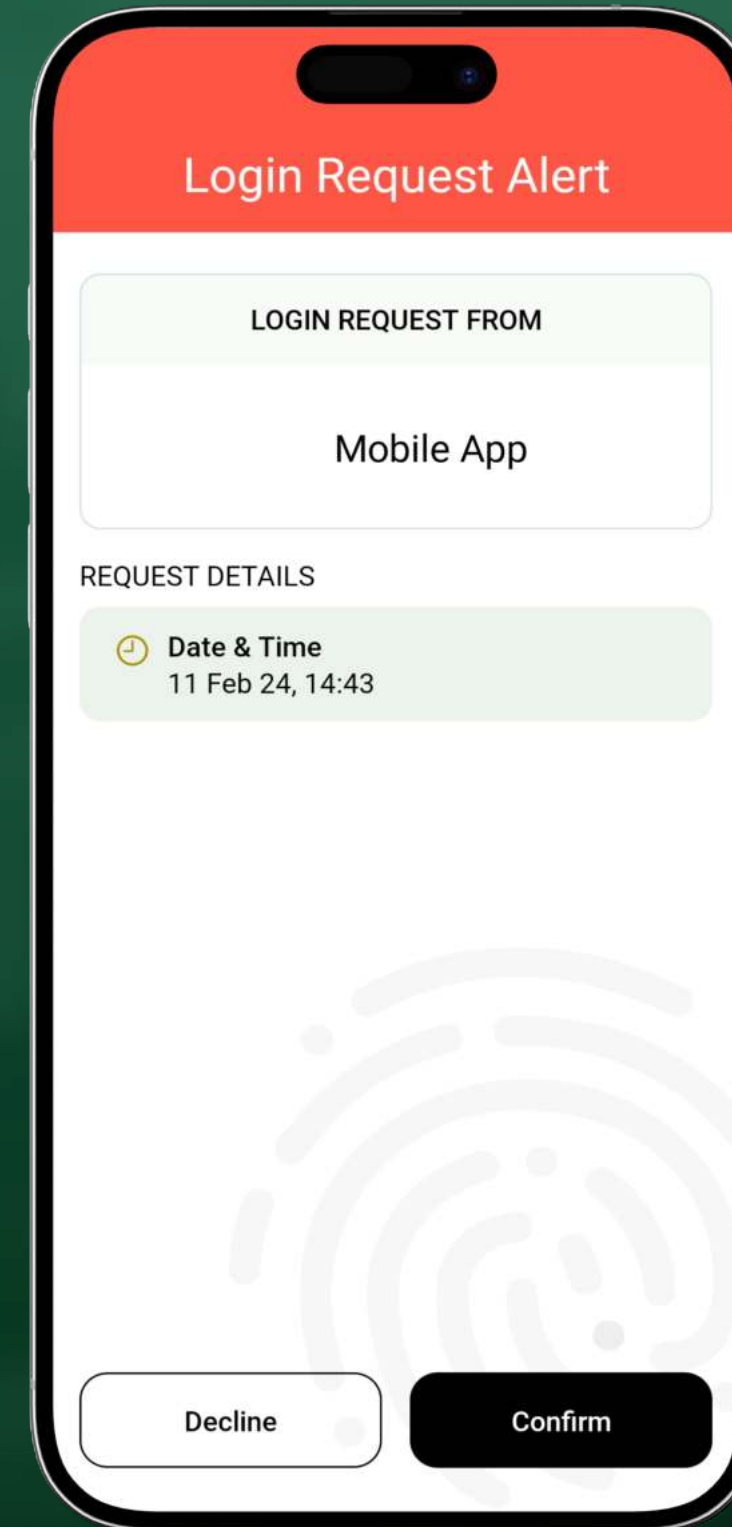 Login Request Alert
LOGIN REQUEST FROM
Mobile App
REQUEST DETAILS
Date & Time
11 Feb 24, 14:43
Decline
Confirm